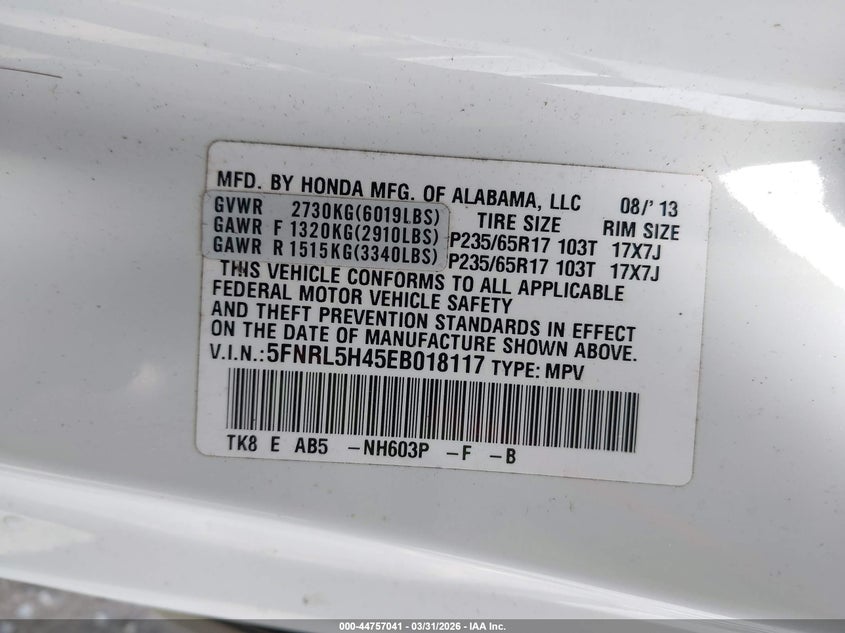 MFD. BY HONDA MFG. OF ALABAMA, LLC 08/'13
GVWR 2730KG(6019LBS) TIRE SIZE RIM SIZE
GAWR F 1320KG(2910LBS) P235/65R17 103T 17X7J
GAWR R 1515KG(3340LBS) P235/65R17 103T 17X7J
THIS VEHICLE CONFORMS TO ALL APPLICABLE
FEDERAL MOTOR VEHICLE SAFETY
AND THEFT PREVENTION STANDARDS IN EFFECT
ON THE DATE OF MANUFACTURE SHOWN ABOVE.
V.I.N.:5FNRL5H45EB018117 TYPE: MPV
TK8 E AB5 -NH603P -F -B
000-44757041 - 03/31/2026 - IAA Inc.